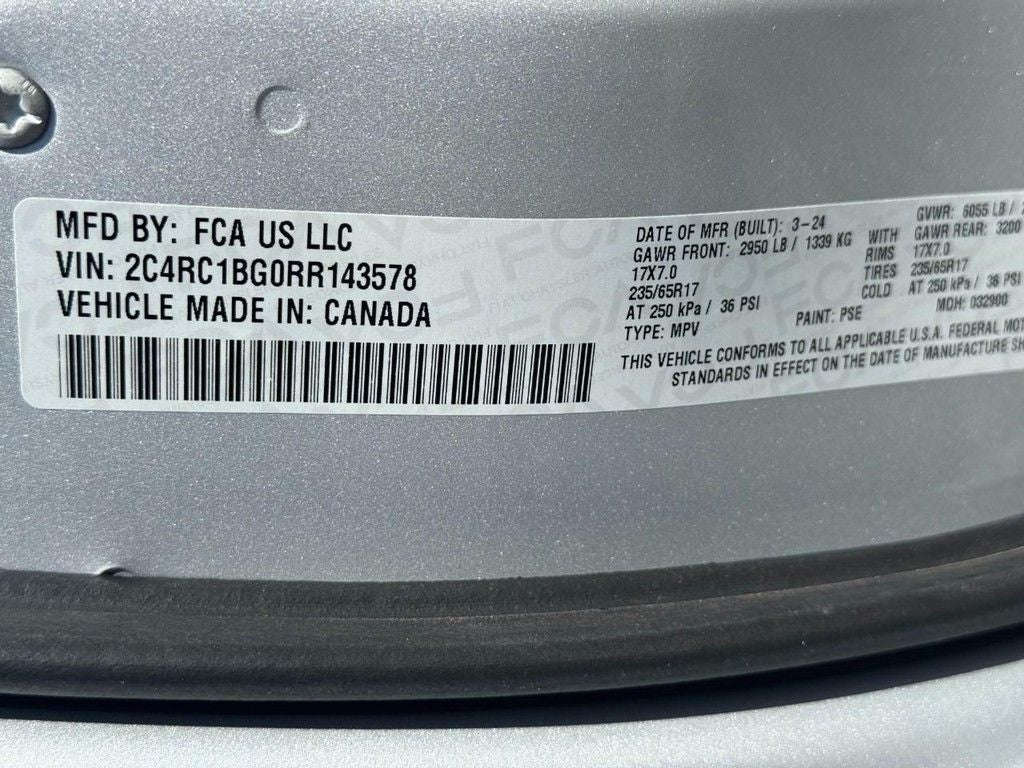 MFD BY: FCA US LLC
VIN: 2C4RC1BG0RR143578
VEHICLE MADE IN: CANADA
DATE OF MFR (BUILT): 3-24 GVWR: 6055 LB /
GAWR FRONT: 2950 LB / 1339 KG WITH GAWR REAR: 3200
17X7.0 RIMS 17X7.0
235/65R17 TIRES 235/65R17
AT 250 kPa / 36 PSI COLD AT 250 kPa / 36 PSI
TYPE: MPV PAINT: PSE MDH: 032900
THIS VEHICLE CONFORMS TO ALL APPLICABLE U.S.A. FEDERAL
STANDARDS IN EFFECT ON THE DATE OF MANUFACTURE